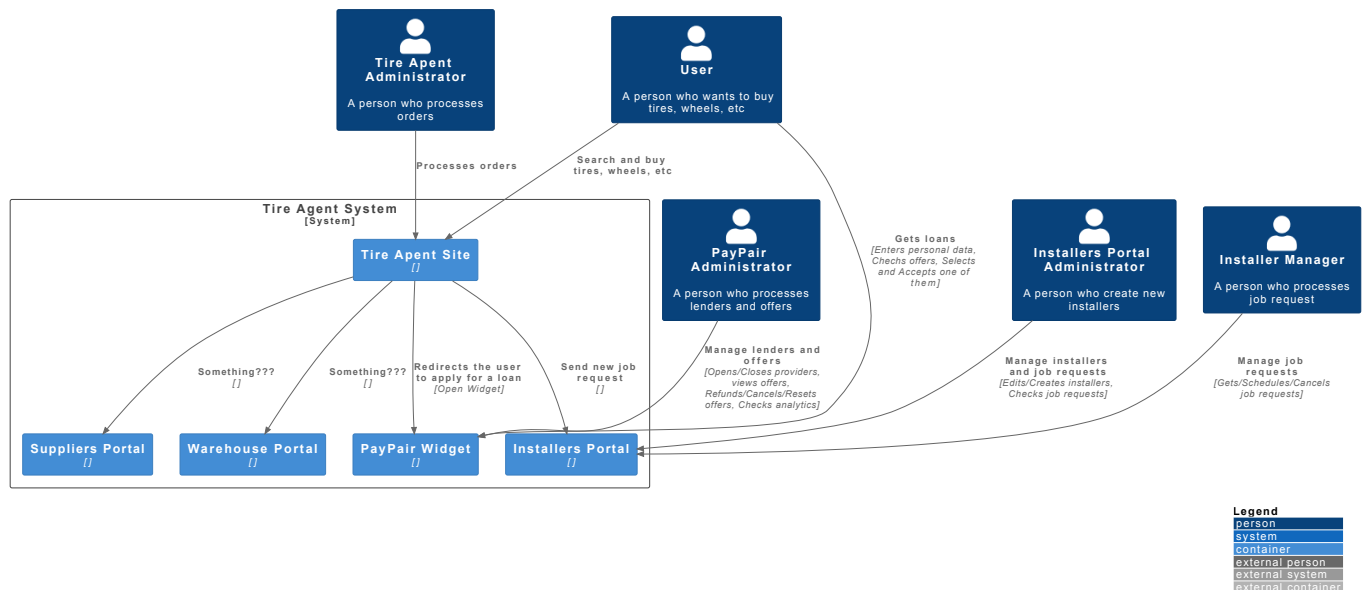 Tire Apent
Administrator
A person who processes
orders
User
A person who wants to buy
tires, wheels, etc
Processes orders
Search and buy
tires, wheels, etc
Tire Agent System
[System]
Tire Apent Site
[ ]
PayPair
Administrator
A person who processes
lenders and offers
Gets loans
[Enters personal data,
Chechs offers, Selects
and Accepts one of
them]
Installers Portal
Administrator
A person who create new
installers
Installer Manager
A person who processes
job request
Something???
[ ]
Something???
[ ]
Redirects the user
to apply for a loan
[Open Widget]
Send new job
request
[ ]
Manage lenders and
offers
[Opens/Closes providers,
views offers,
Refunds/Cancels/Resets
offers, Checks analytics]
Manage installers
and job requests
[Edits/Creates installers,
Checks job requests]
Manage job
requests
[Gets/Schedules/Cancels
job requests]
Suppliers Portal
[ ]
Warehouse Portal
[ ]
PayPair Widget
[ ]
Installers Portal
[ ]
Legend
person
system
container
external person
external system
external container